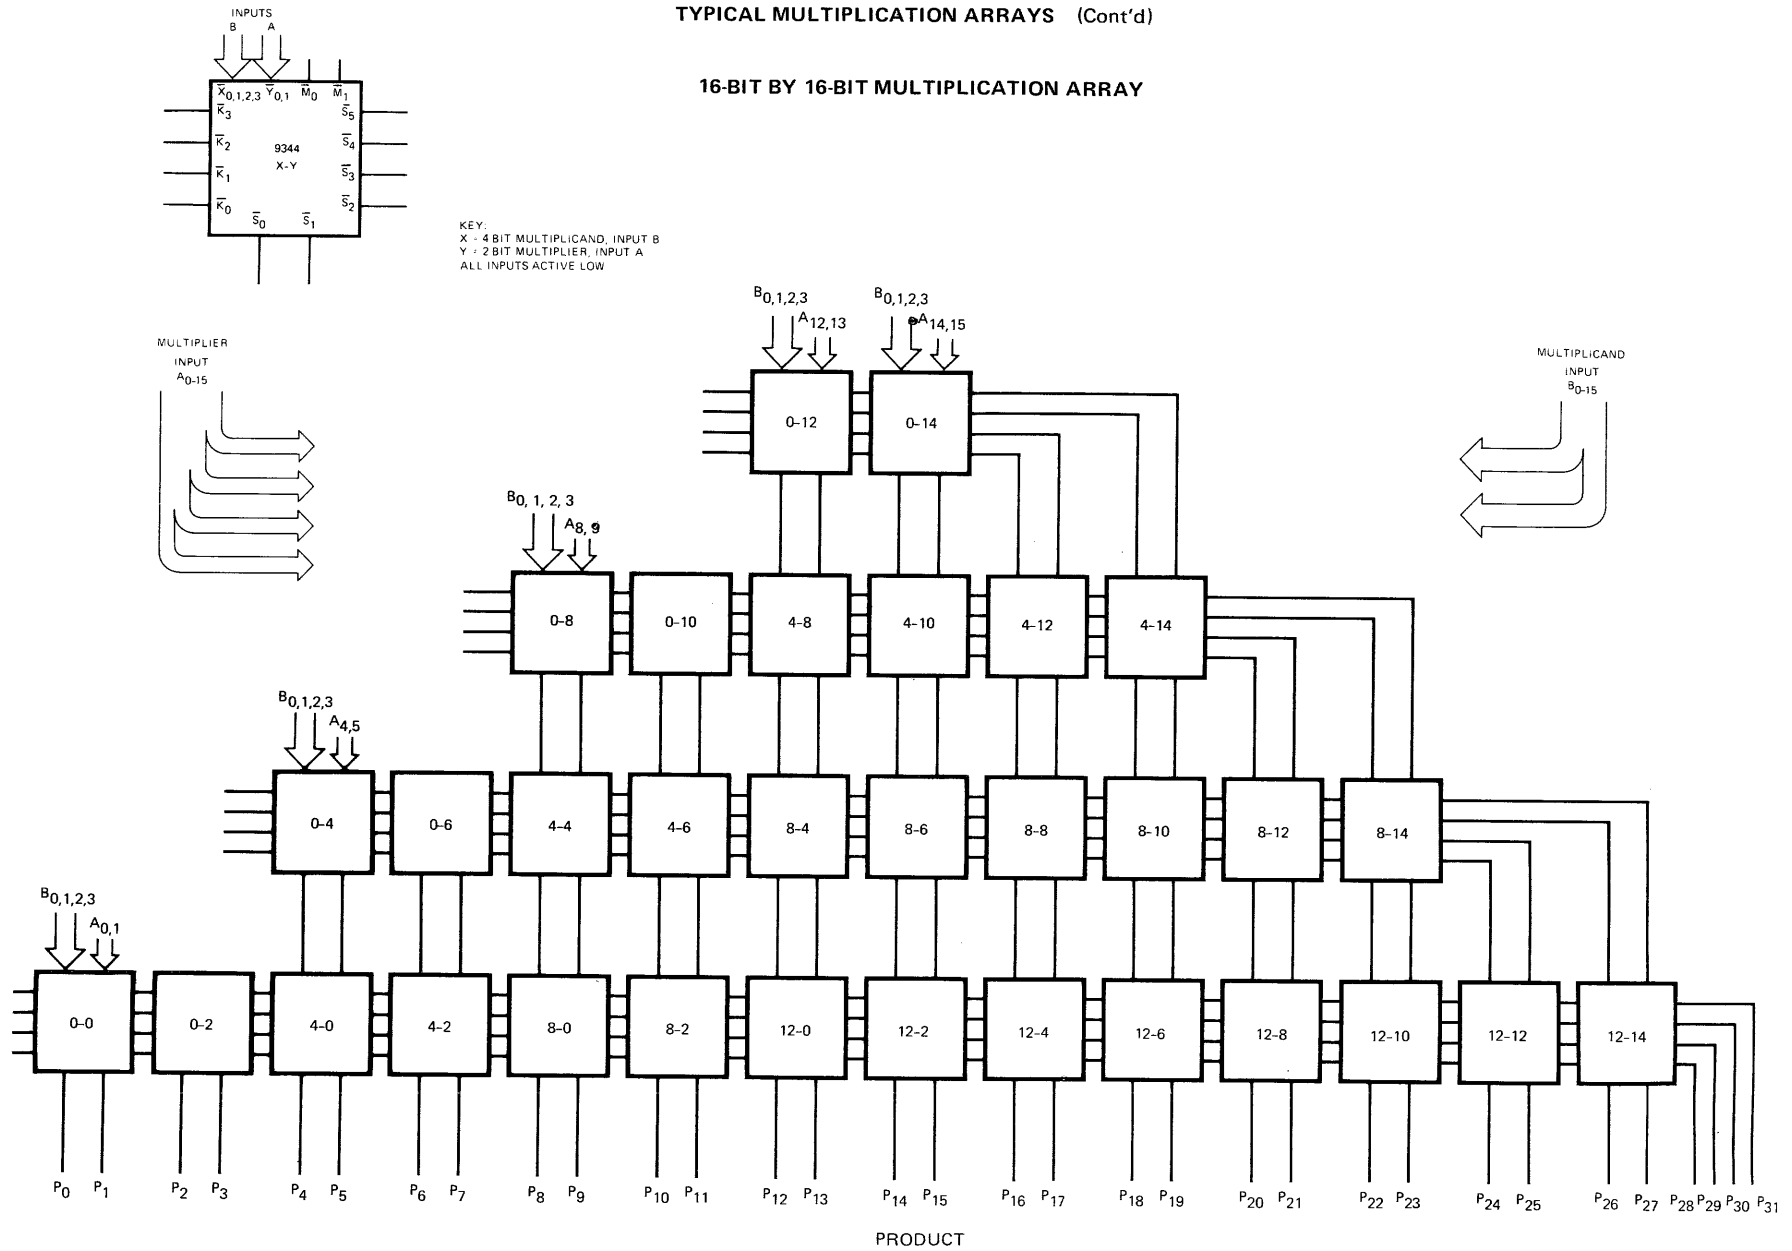 TYPICAL MULTIPLICATION ARRAYS (Cont'd)
16-BIT BY 16-BIT MULTIPLICATION ARRAY
INPUTS
B A
X̅0,1,2,3 Y̅0,1 M̅0 M̅1
K̅3 S̅5
K̅2 S̅4
9344
X-Y
K̅1 S̅3
K̅0 S̅2
S̅0 S̅1
KEY:
X - 4 BIT MULTIPLICAND, INPUT B
Y = 2 BIT MULTIPLIER, INPUT A
ALL INPUTS ACTIVE LOW
MULTIPLIER
INPUT
A0-15
MULTIPLICAND
INPUT
B0-15
B0,1,2,3 A12,13 B0,1,2,3 A14,15
0-12 0-14
B0, 1, 2, 3 A8, 9
0-8 0-10 4-8 4-10 4-12 4-14
B0,1,2,3 A4,5
0-4 0-6 4-4 4-6 8-4 8-6 8-8 8-10 8-12 8-14
B0,1,2,3 A0,1
0-0 0-2 4-0 4-2 8-0 8-2 12-0 12-2 12-4 12-6 12-8 12-10 12-12 12-14
P0 P1 P2 P3 P4 P5 P6 P7 P8 P9 P10 P11 P12 P13 P14 P15 P16 P17 P18 P19 P20 P21 P22 P23 P24 P25 P26 P27 P28 P29 P30 P31
PRODUCT